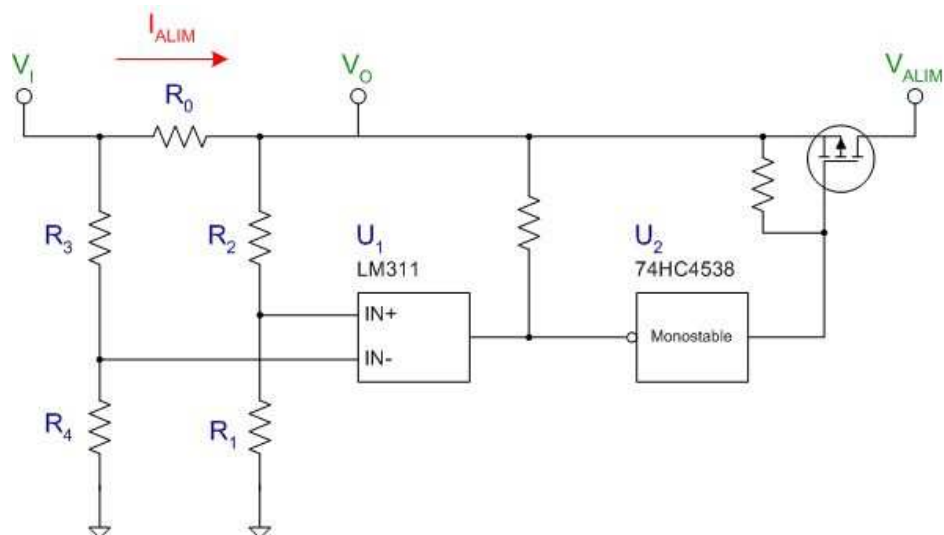 I_ALIM
V_I
V_O
V_ALIM
R_0
R_3
R_2
U_1
U_2
LM311
74HC4538
IN+
IN-
Monostable
R_4
R_1